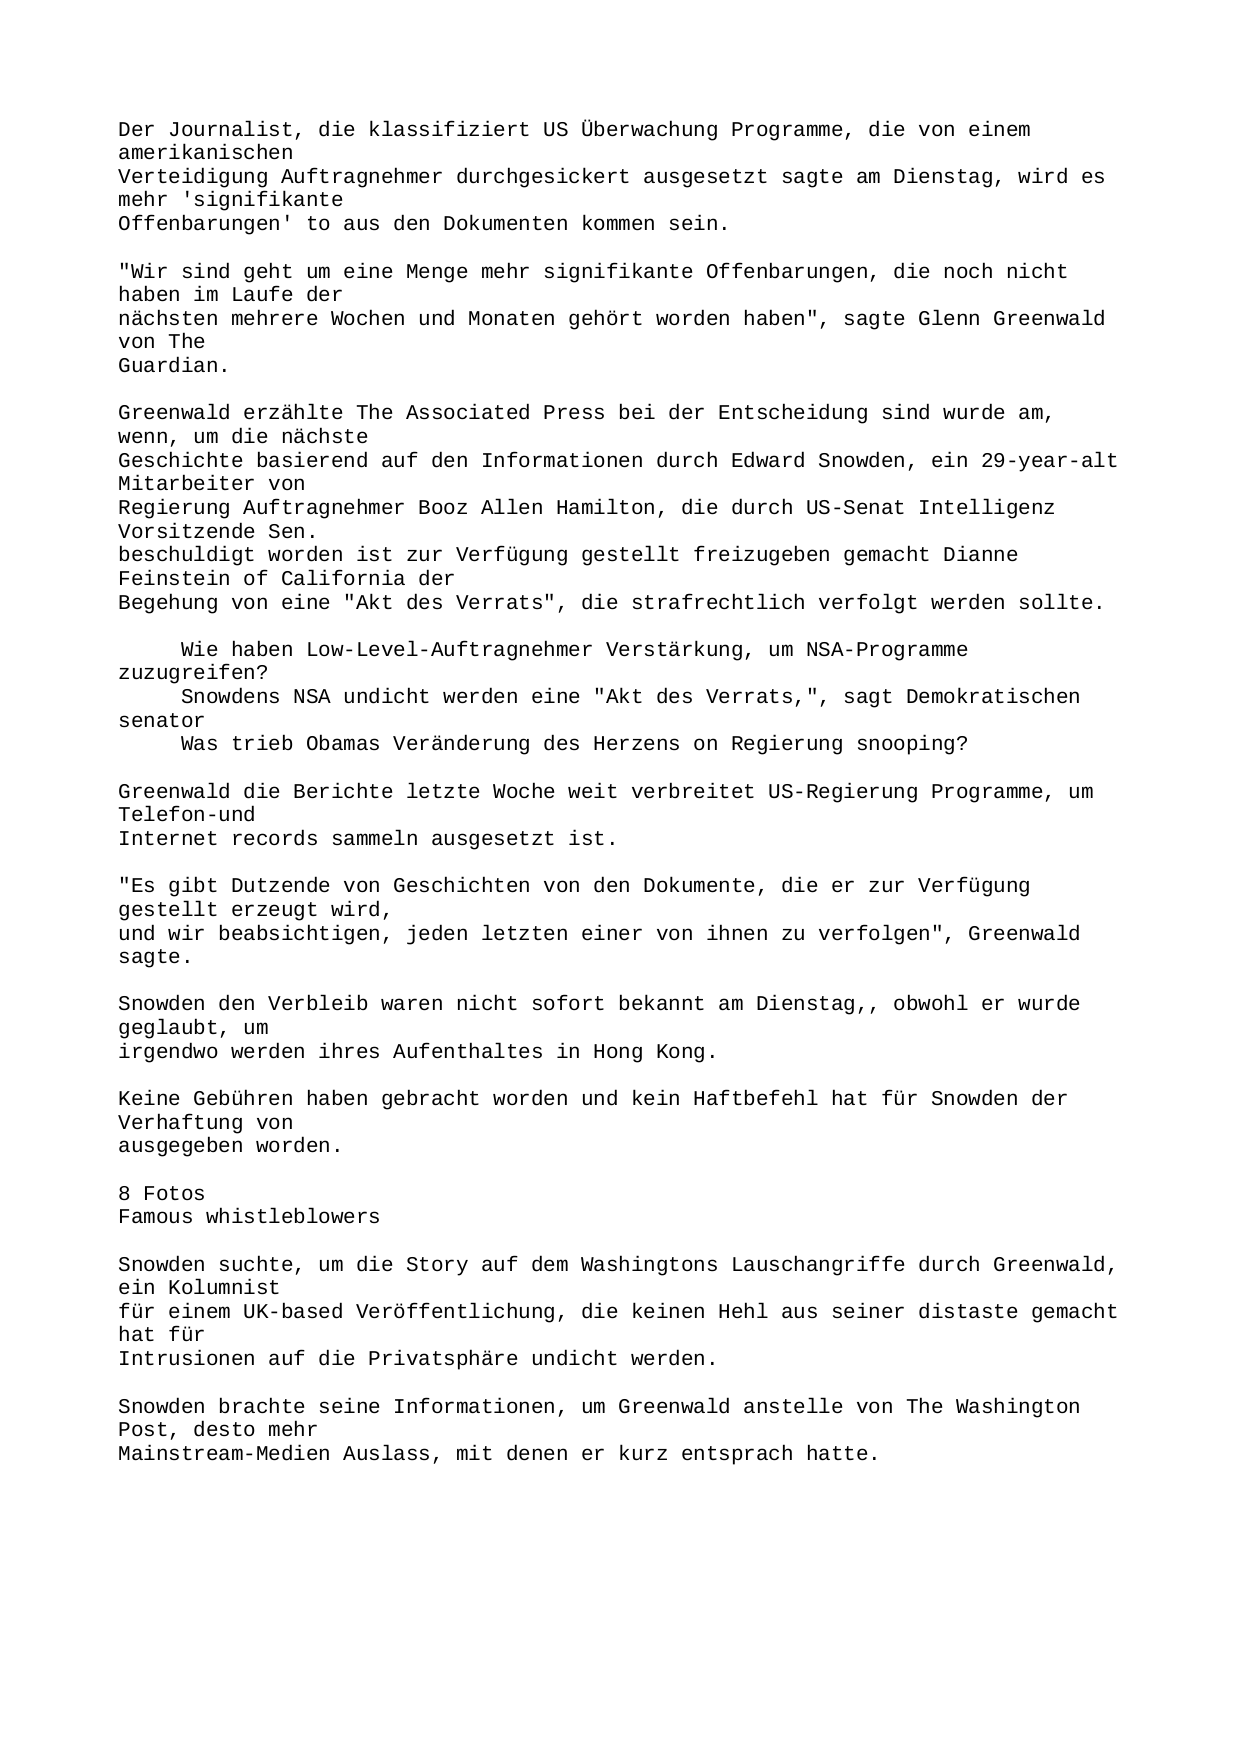 Der Journalist, die klassifiziert US Überwachung Programme, die von einem
amerikanischen
Verteidigung Auftragnehmer durchgesickert ausgesetzt sagte am Dienstag, wird es
mehr 'signifikante
Offenbarungen' to aus den Dokumenten kommen sein.

"Wir sind geht um eine Menge mehr signifikante Offenbarungen, die noch nicht
haben im Laufe der
nächsten mehrere Wochen und Monaten gehört worden haben", sagte Glenn Greenwald
von The
Guardian.

Greenwald erzählte The Associated Press bei der Entscheidung sind wurde am,
wenn, um die nächste
Geschichte basierend auf den Informationen durch Edward Snowden, ein 29-year-alt
Mitarbeiter von
Regierung Auftragnehmer Booz Allen Hamilton, die durch US-Senat Intelligenz
Vorsitzende Sen.
beschuldigt worden ist zur Verfügung gestellt freizugeben gemacht Dianne
Feinstein of California der
Begehung von eine "Akt des Verrats", die strafrechtlich verfolgt werden sollte.

Wie haben Low-Level-Auftragnehmer Verstärkung, um NSA-Programme
zuzugreifen?
Snowdens NSA undicht werden eine "Akt des Verrats,", sagt Demokratischen
senator
Was trieb Obamas Veränderung des Herzens on Regierung snooping?

Greenwald die Berichte letzte Woche weit verbreitet US-Regierung Programme, um
Telefon-und
Internet records sammeln ausgesetzt ist.

"Es gibt Dutzende von Geschichten von den Dokumente, die er zur Verfügung
gestellt erzeugt wird,
und wir beabsichtigen, jeden letzten einer von ihnen zu verfolgen", Greenwald
sagte.

Snowden den Verbleib waren nicht sofort bekannt am Dienstag,, obwohl er wurde
geglaubt, um
irgendwo werden ihres Aufenthaltes in Hong Kong.

Keine Gebühren haben gebracht worden und kein Haftbefehl hat für Snowden der
Verhaftung von
ausgegeben worden.

8 Fotos
Famous whistleblowers

Snowden suchte, um die Story auf dem Washingtons Lauschangriffe durch Greenwald,
ein Kolumnist
für einem UK-based Veröffentlichung, die keinen Hehl aus seiner distaste gemacht
hat für
Intrusionen auf die Privatsphäre undicht werden.

Snowden brachte seine Informationen, um Greenwald anstelle von The Washington
Post, desto mehr
Mainstream-Medien Auslass, mit denen er kurz entsprach hatte.